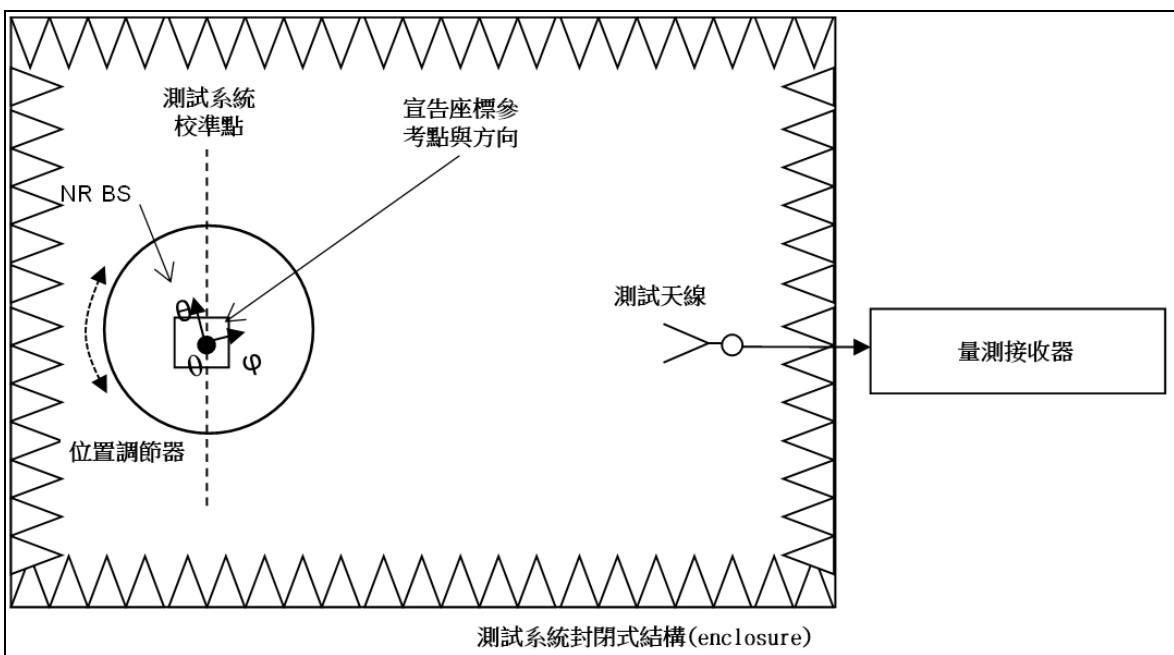 測試系統
校準點
宣告座標參
考點與方向
NR BS
θ
θ
φ
測試天線
量測接收器
位置調節器
測試系統封閉式結構(enclosure)